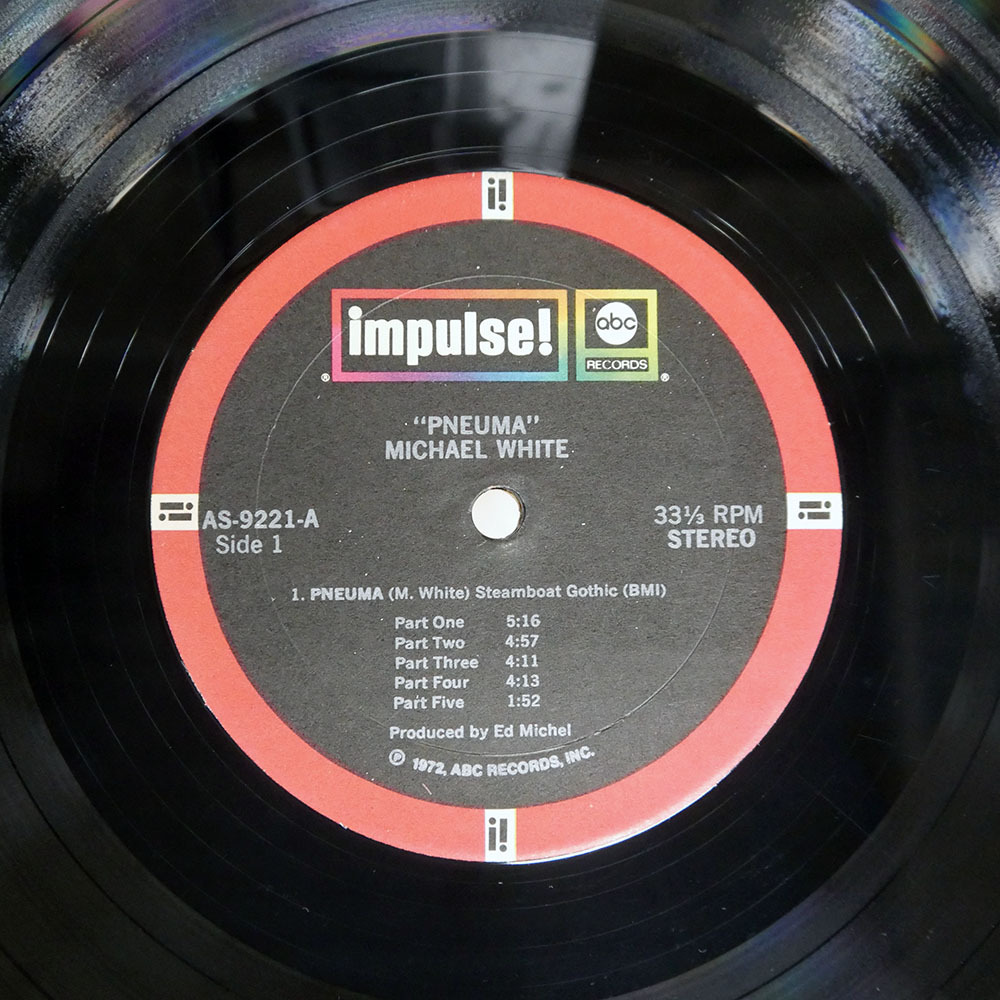 i!
impulse!
abc
RECORDS
® ®
"PNEUMA"
MICHAEL WHITE
i! i!
AS-9221-A 33⅓ RPM
Side 1 STEREO
1. PNEUMA (M. White) Steamboat Gothic (BMI)
Part One 5:16
Part Two 4:57
Part Three 4:11
Part Four 4:13
Part Five 1:52
Produced by Ed Michel
℗ 1972, ABC RECORDS, INC.
i!